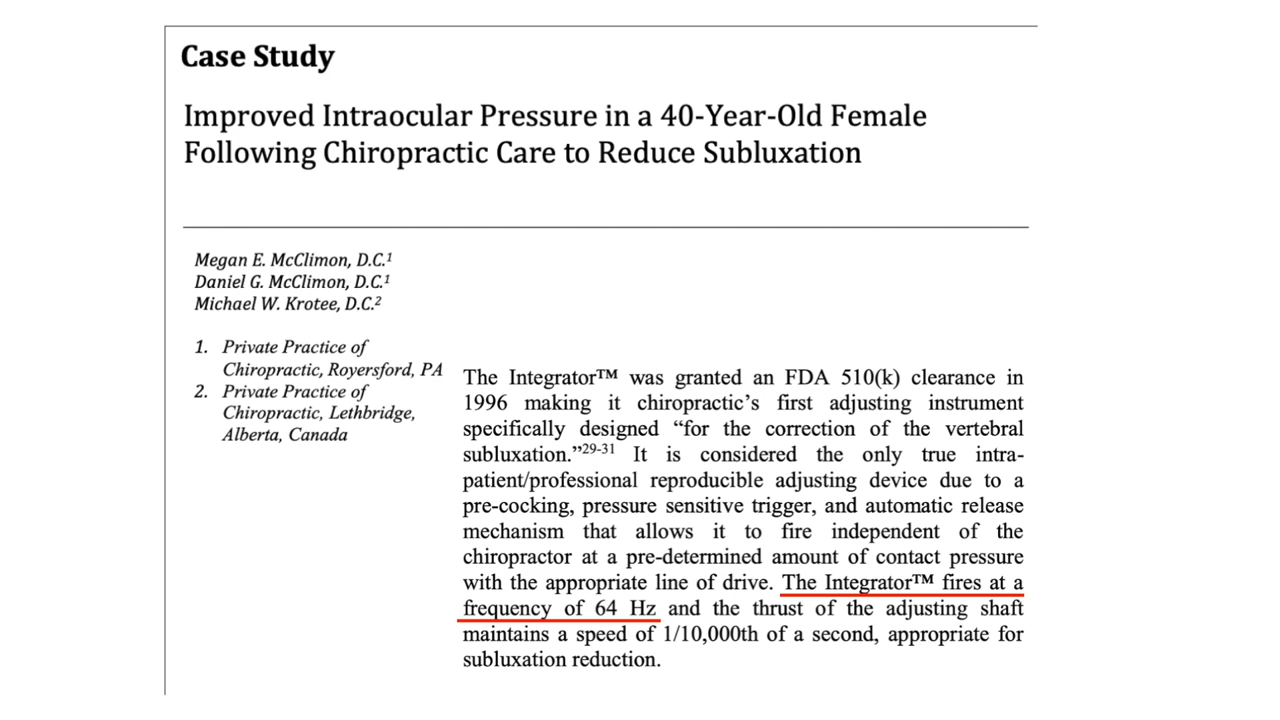 Case Study
Improved Intraocular Pressure in a 40-Year-Old Female
Following Chiropractic Care to Reduce Subluxation
Megan E. McClimon, D.C.¹
Daniel G. McClimon, D.C.¹
Michael W. Krotee, D.C.²
1. Private Practice of
Chiropractic, Royersford, PA
2. Private Practice of
Chiropractic, Lethbridge,
Alberta, Canada
The Integrator™ was granted an FDA 510(k) clearance in
1996 making it chiropractic’s first adjusting instrument
specifically designed “for the correction of the vertebral
subluxation.”²⁹⁻³¹ It is considered the only true intra-
patient/professional reproducible adjusting device due to a
pre-cocking, pressure sensitive trigger, and automatic release
mechanism that allows it to fire independent of the
chiropractor at a pre-determined amount of contact pressure
with the appropriate line of drive. The Integrator™ fires at a
frequency of 64 Hz and the thrust of the adjusting shaft
maintains a speed of 1/10,000th of a second, appropriate for
subluxation reduction.